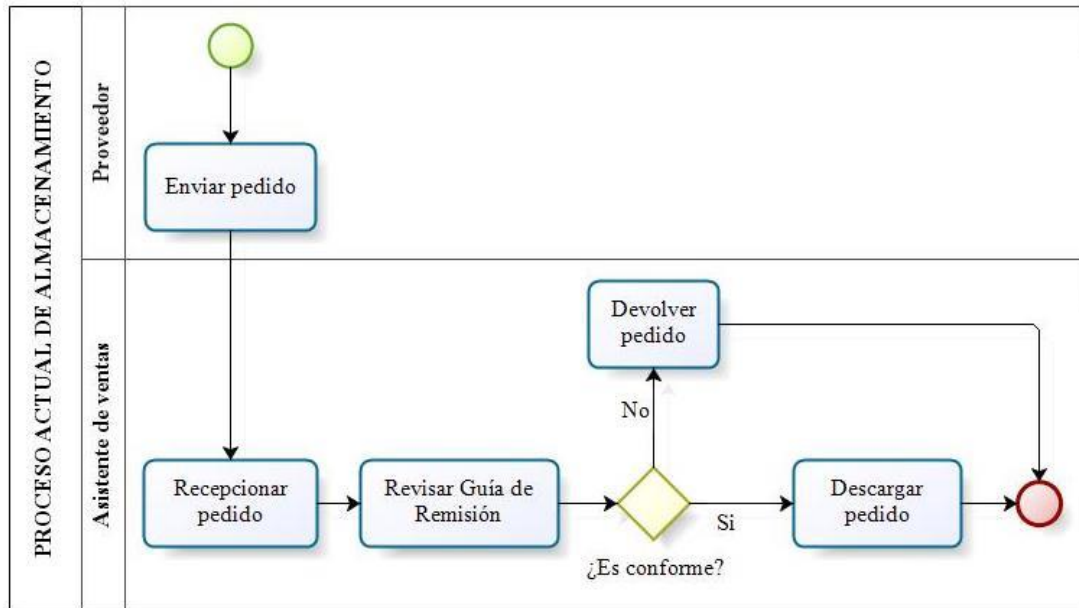 PROCESO ACTUAL DE ALMACENAMIENTO
Proveedor
Enviar pedido
Asistente de ventas
Recepcionar
pedido
Revisar Guía de
Remisión
¿Es conforme?
No
Devolver
pedido
Si
Descargar
pedido